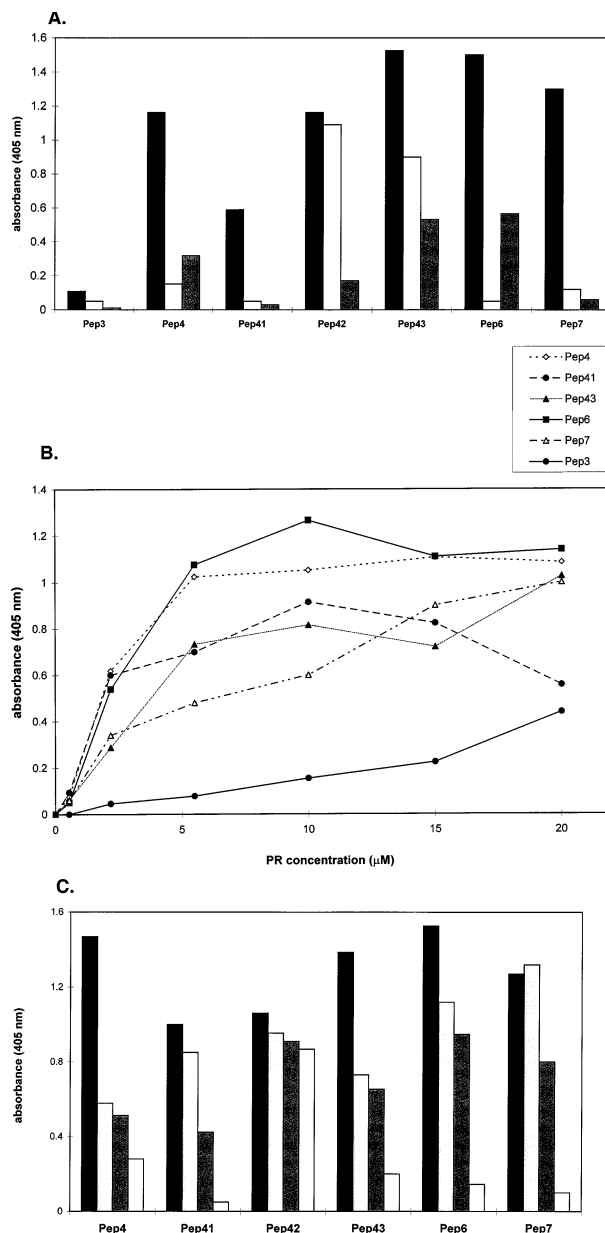 A.
1.6
1.4
1.2
1
0.8
0.6
0.4
0.2
0
absorbance (405 nm)
Pep3 Pep4 Pep41 Pep42 Pep43 Pep6 Pep7
Pep4
Pep41
Pep43
Pep6
Pep7
Pep3
B.
1.4
1.2
1
0.8
0.6
0.4
0.2
0
absorbance (405 nm)
0 5 10 15 20
PR concentration (µM)
C.
1.6
1.2
0.8
0.4
0
absorbance (405 nm)
Pep4 Pep41 Pep42 Pep43 Pep6 Pep7